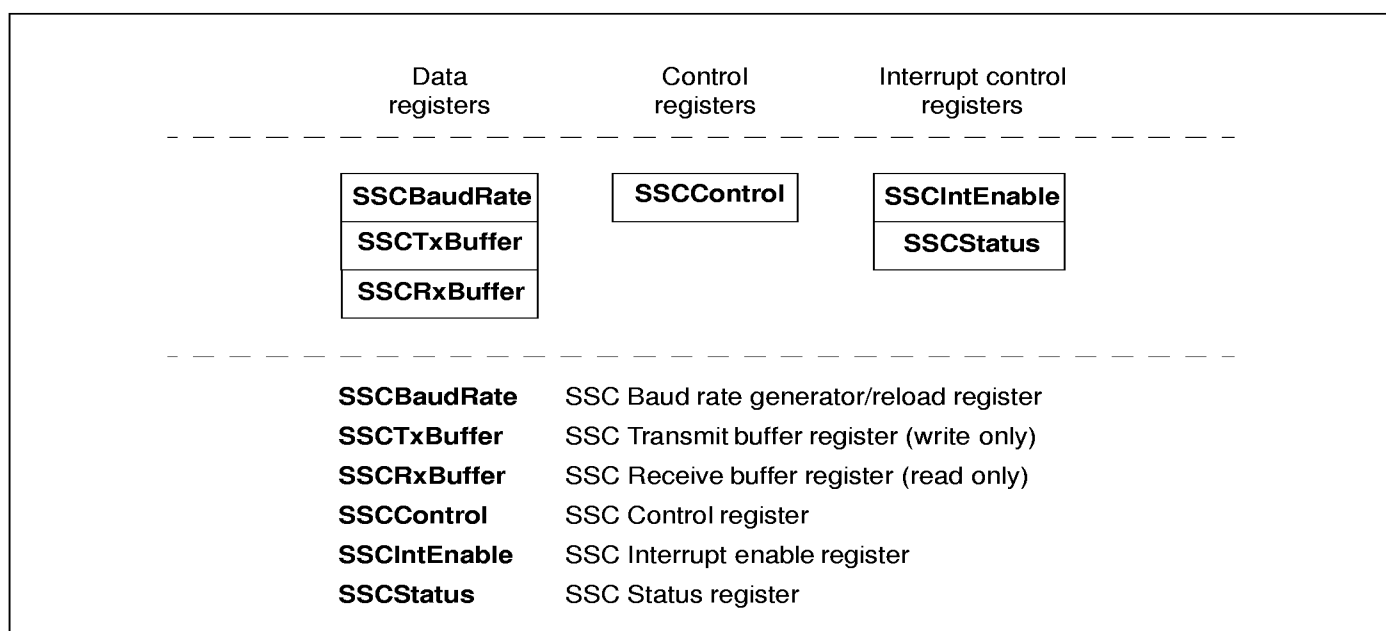 Data registers
Control registers
Interrupt control registers
SSCBaudRate
SSCTxBuffer
SSCRxBuffer
SSCControl
SSCIntEnable
SSCStatus
SSCBaudRate SSC Baud rate generator/reload register
SSCTxBuffer SSC Transmit buffer register (write only)
SSCRxBuffer SSC Receive buffer register (read only)
SSCControl SSC Control register
SSCIntEnable SSC Interrupt enable register
SSCStatus SSC Status register